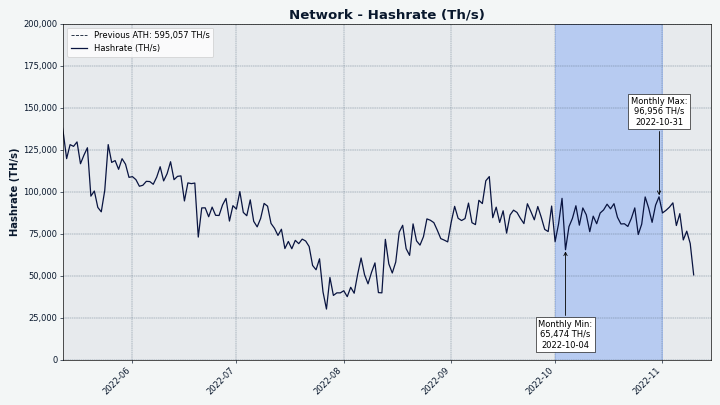 Network - Hashrate (Th/s)
Previous ATH: 595,057 TH/s
Hashrate (TH/s)
Hashrate (TH/s)
200,000
175,000
150,000
125,000
100,000
75,000
50,000
25,000
0
Monthly Max:
96,956 TH/s
2022-10-31
Monthly Min:
65,474 TH/s
2022-10-04
2022-06
2022-07
2022-08
2022-09
2022-10
2022-11